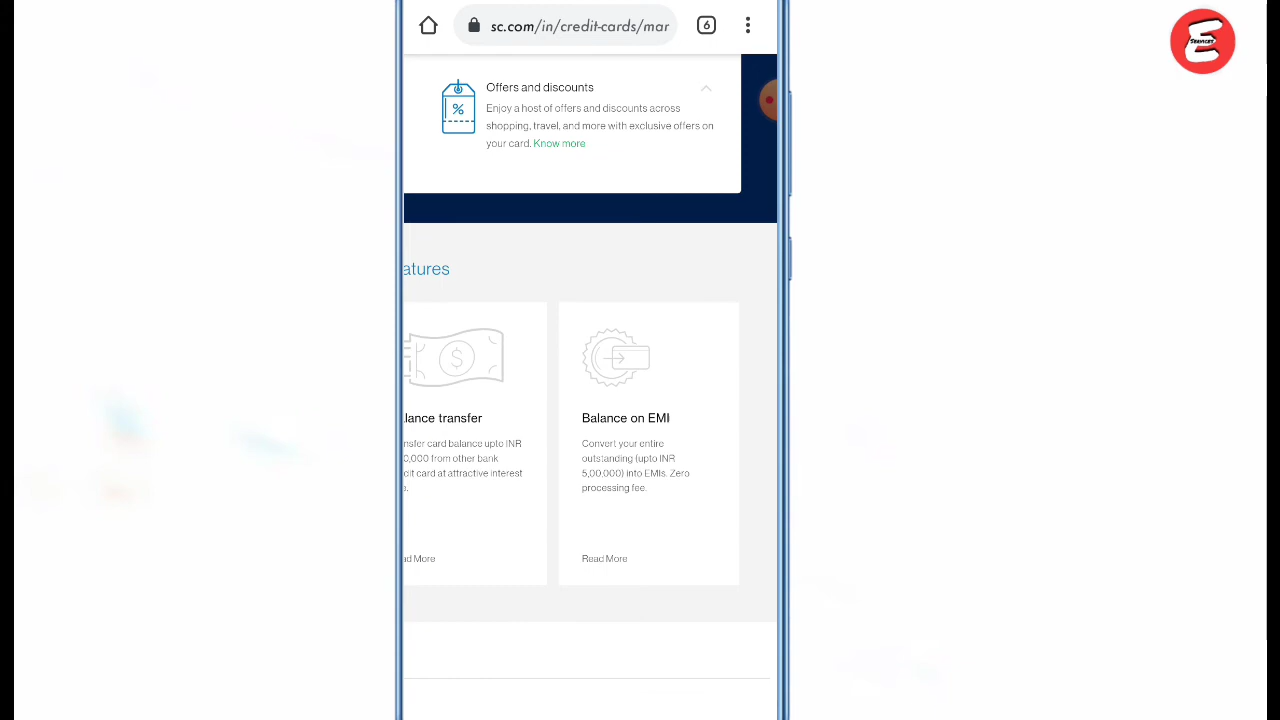 sc.com/in/credit-cards/mar
6
E
SERVICES
Offers and discounts
%
Enjoy a host of offers and discounts across
shopping, travel, and more with exclusive offers on
your card. Know more
atures
$
lance transfer
nsfer card balance upto INR
0,000 from other bank
dit card at attractive interest
e.
ad More
Balance on EMI
Convert your entire
outstanding (upto INR
5,00,000) into EMIs. Zero
processing fee.
Read More